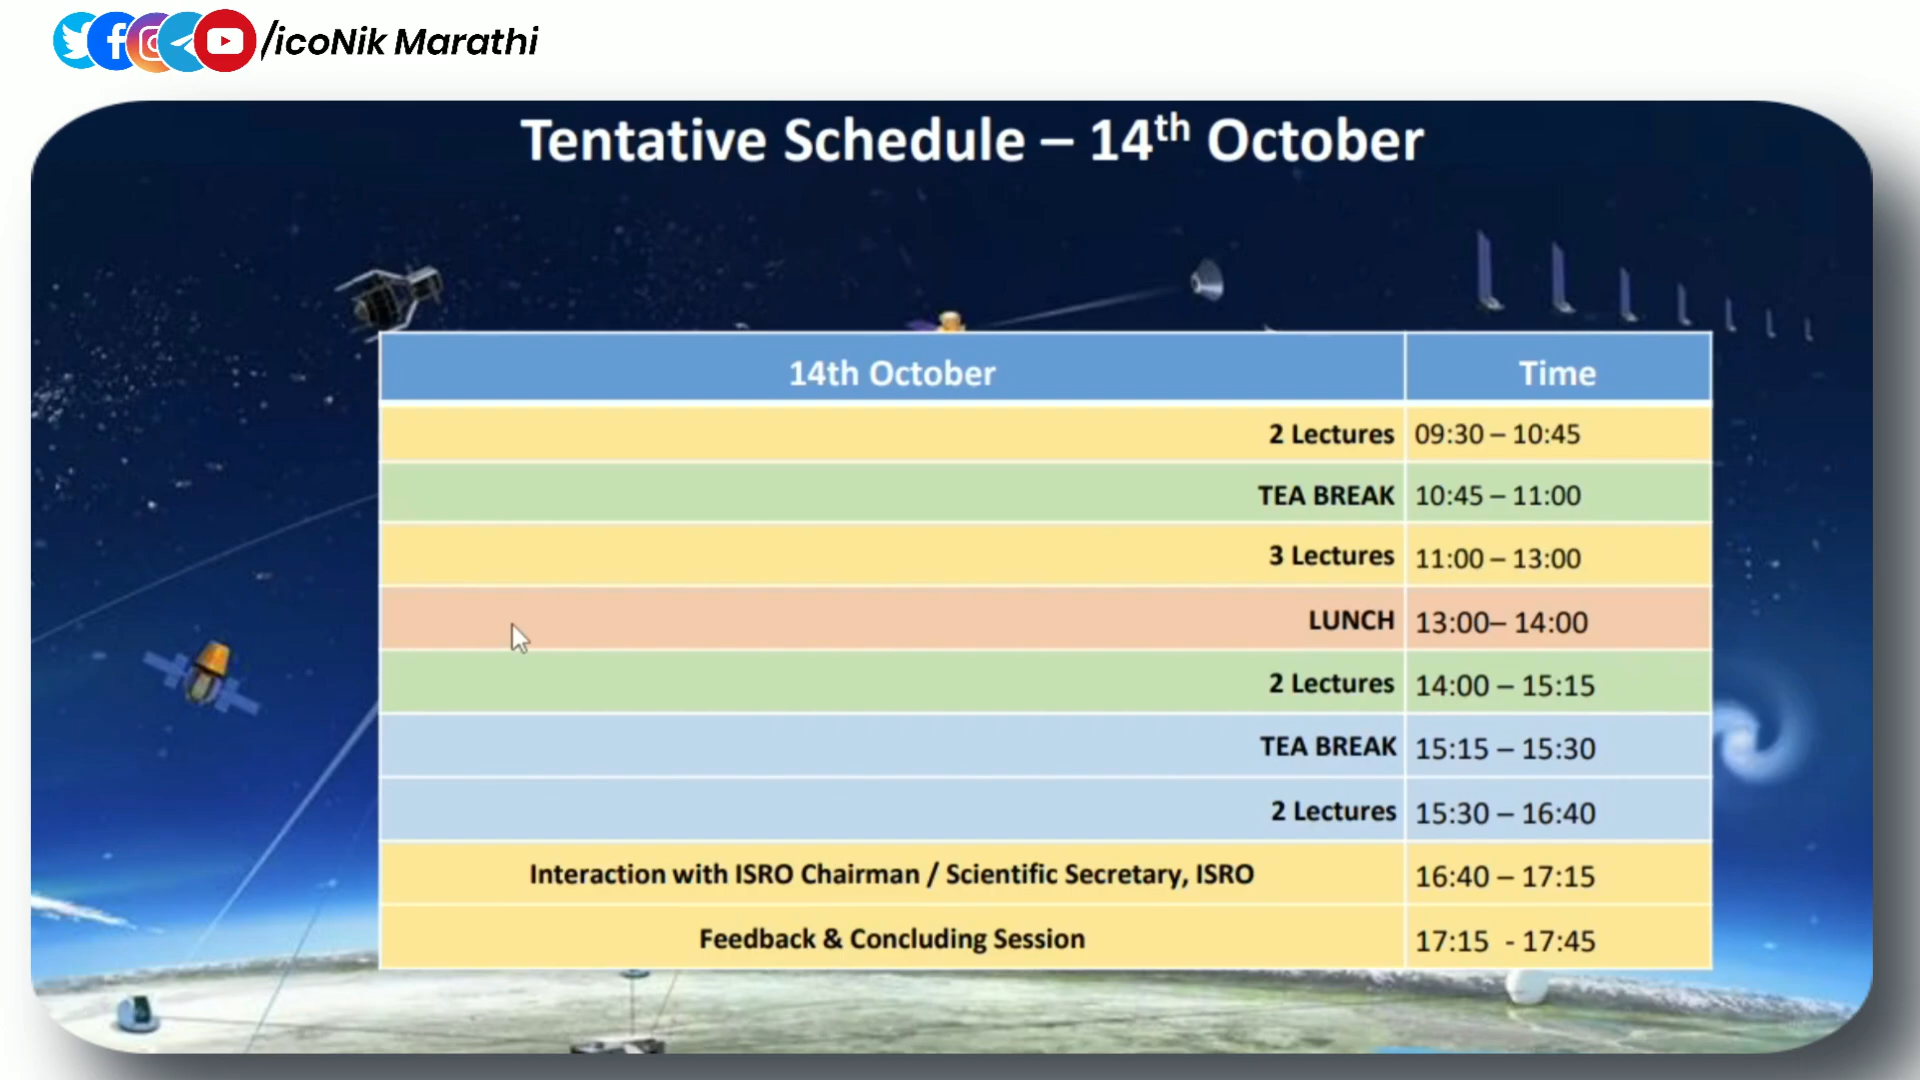 /icoNik Marathi
Tentative Schedule – 14th October
14th October Time
2 Lectures 09:30 – 10:45
TEA BREAK 10:45 – 11:00
3 Lectures 11:00 – 13:00
LUNCH 13:00– 14:00
2 Lectures 14:00 – 15:15
TEA BREAK 15:15 – 15:30
2 Lectures 15:30 – 16:40
Interaction with ISRO Chairman / Scientific Secretary, ISRO 16:40 – 17:15
Feedback & Concluding Session 17:15 - 17:45